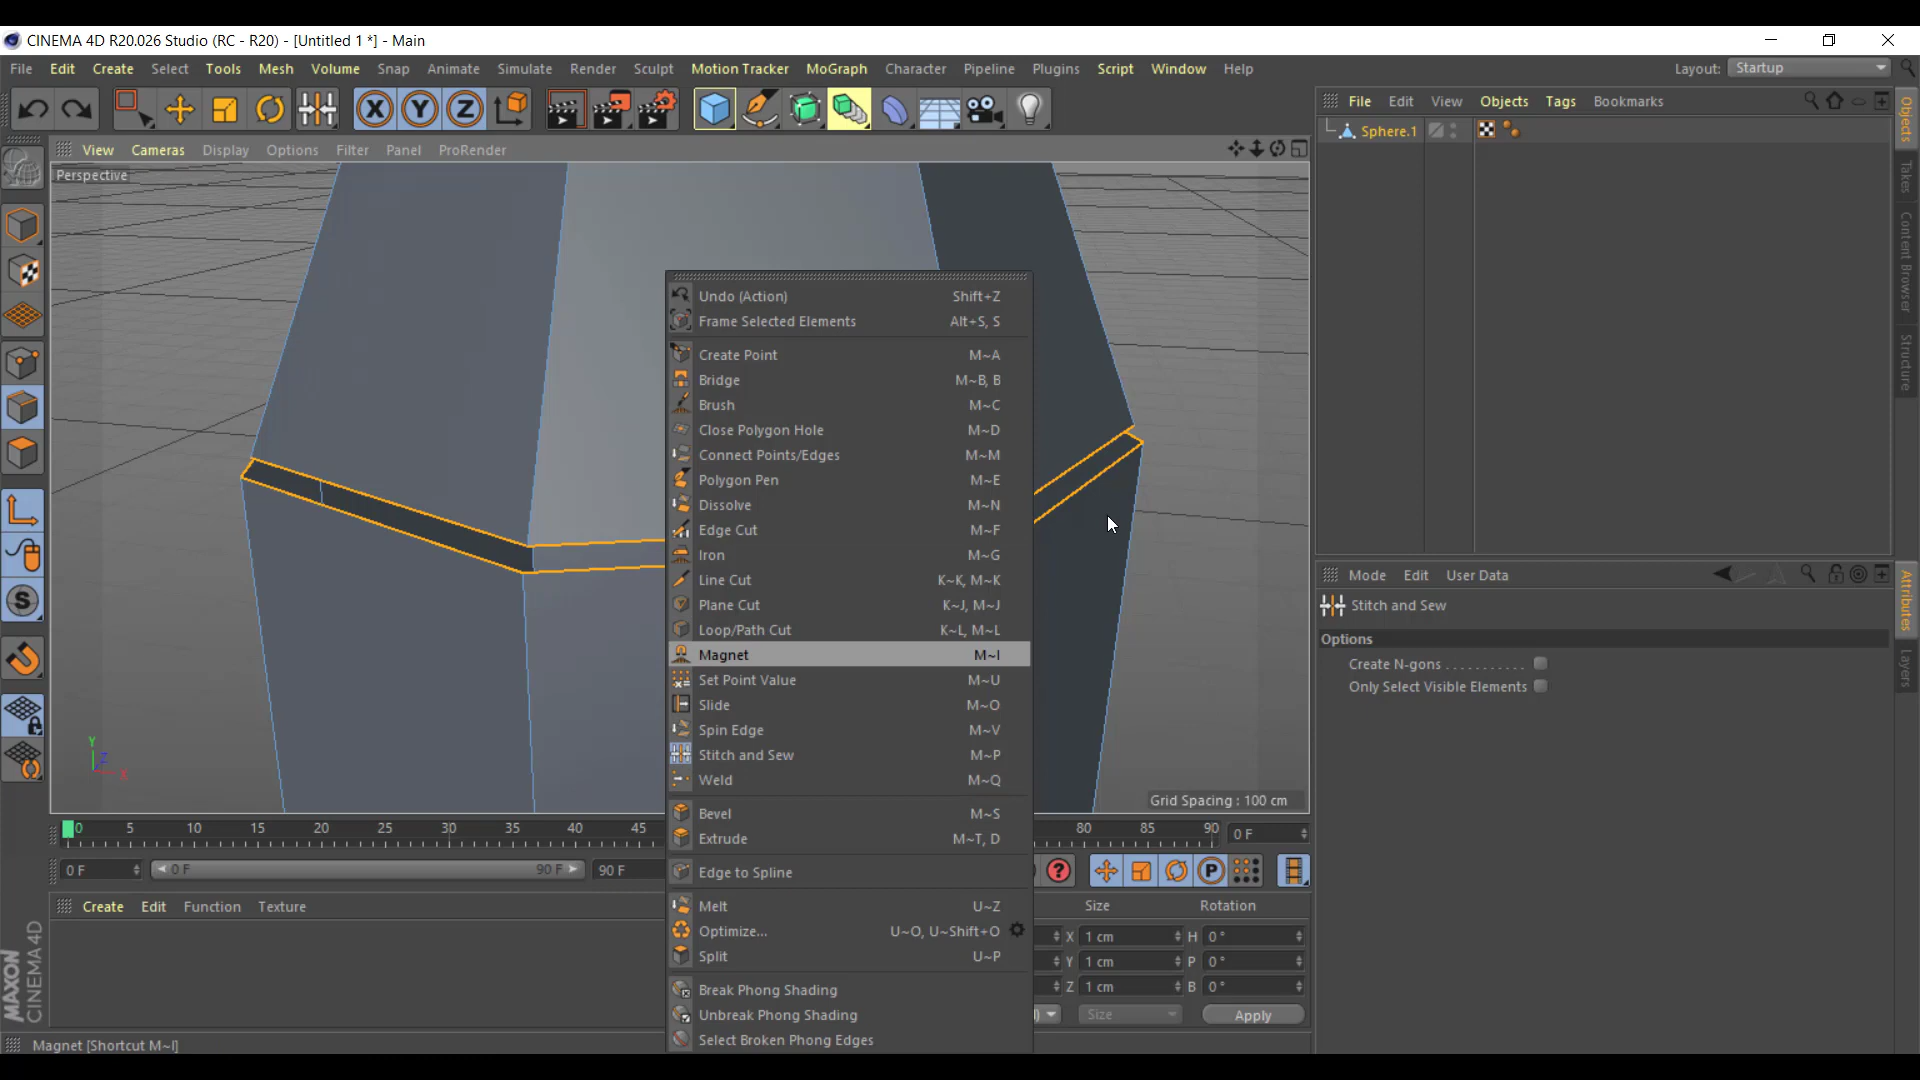 CINEMA 4D R20.026 Studio (RC - R20) - [Untitled 1 *] - Main
File Edit Create Select Tools Mesh Volume Snap Animate Simulate Render Sculpt Motion Tracker MoGraph Character Pipeline Plugins Script Window Help Layout: Startup
X Y Z
File Edit View Objects Tags Bookmarks
Sphere.1
Objects
Takes
Content Browser
Structure
View Cameras Display Options Filter Panel ProRender
Perspective
Undo (Action) Shift+Z
Frame Selected Elements Alt+S, S
Create Point M~A
Bridge M~B, B
Brush M~C
Close Polygon Hole M~D
Connect Points/Edges M~M
Polygon Pen M~E
Dissolve M~N
Edge Cut M~F
Iron M~G
Line Cut K~K, M~K
Plane Cut K~J, M~J
Loop/Path Cut K~L, M~L
Magnet M~I
Set Point Value M~U
Slide M~O
Spin Edge M~V
Stitch and Sew M~P
Weld M~Q
Bevel M~S
Extrude M~T, D
Edge to Spline
Melt U~Z
Optimize... U~O, U~Shift+O
Split U~P
Break Phong Shading
Unbreak Phong Shading
Select Broken Phong Edges
Mode Edit User Data
Stitch and Sew
Options
Create N-gons
Only Select Visible Elements
Attributes
Layers
S
Y
Z
X
Grid Spacing : 100 cm
0 5 10 15 20 25 30 35 40 45 80 85 90 0 F
0 F 0 F 90 F 90 F
? P
Create Edit Function Texture
Size Rotation
X 1 cm H 0 °
Y 1 cm P 0 °
Z 1 cm B 0 °
Size Apply
MAXON
CINEMA 4D
Magnet [Shortcut M~I]